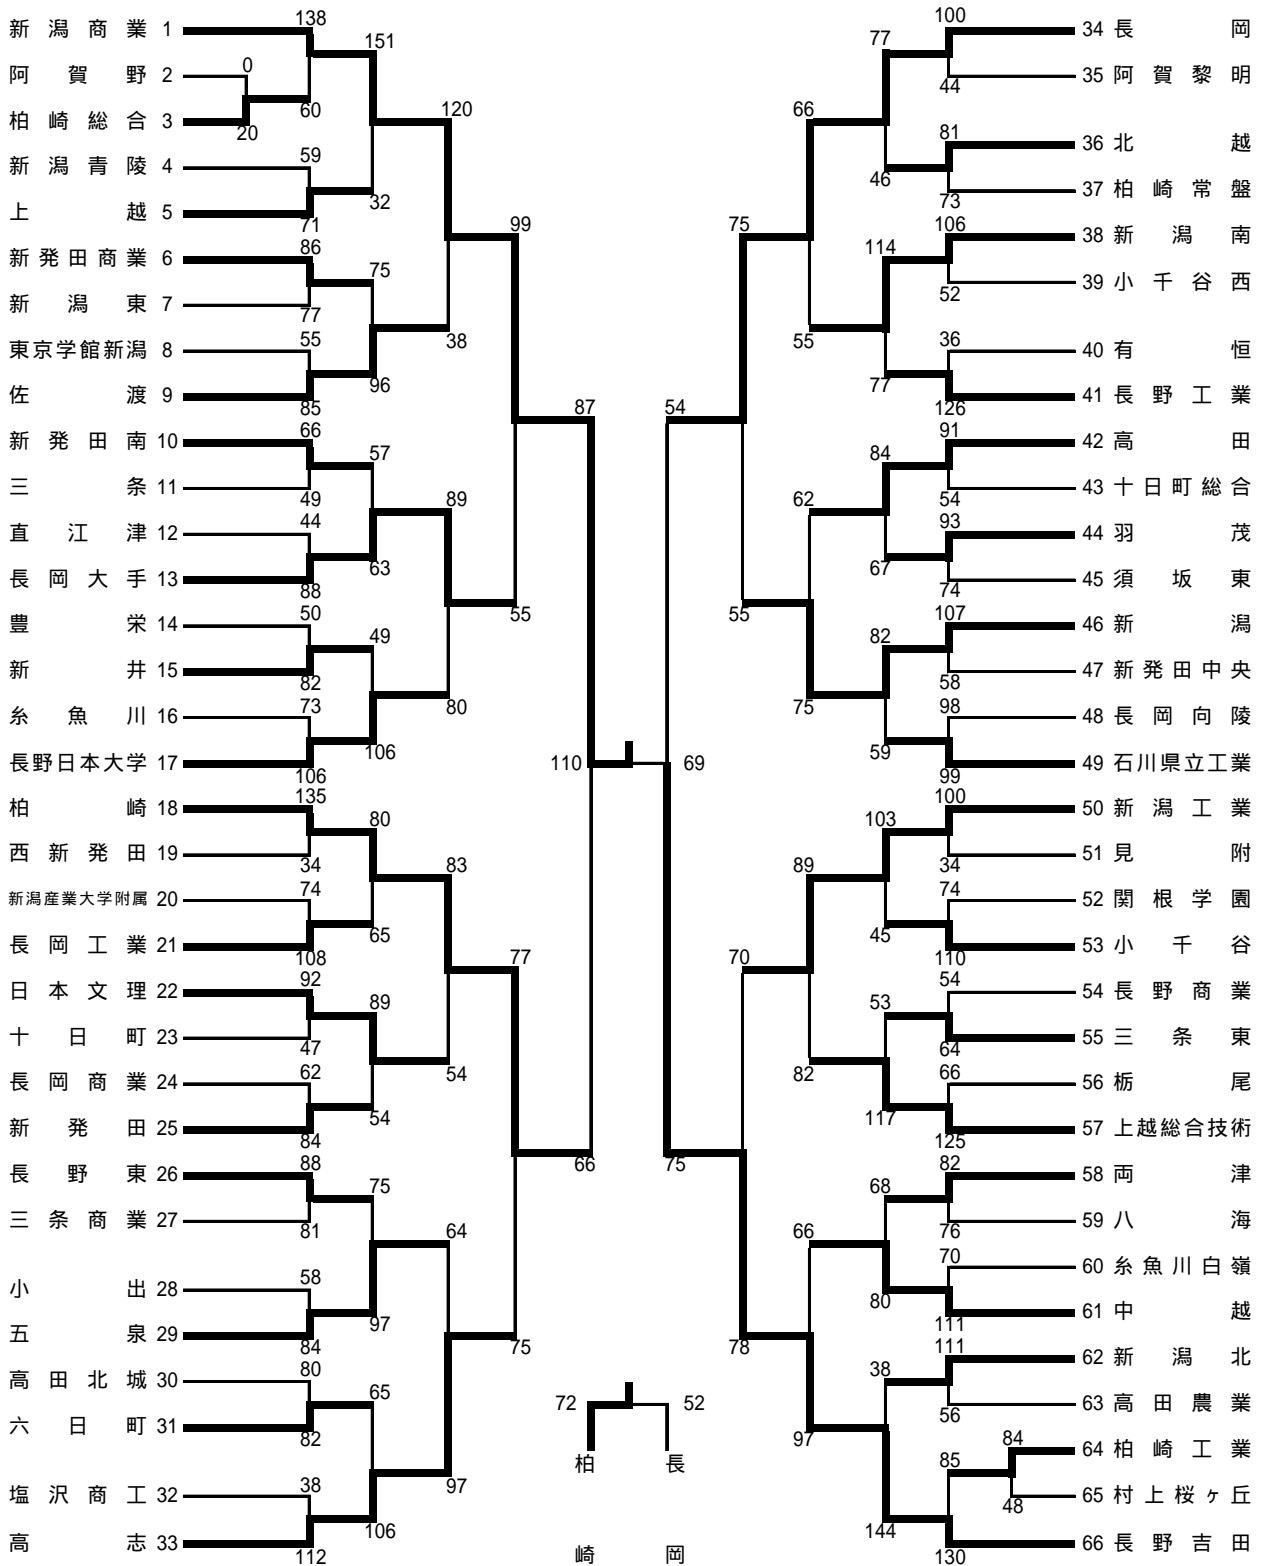 新潟商業 1
阿賀野 2
柏崎総合 3
新潟青陵 4
上越 5
新発田商業 6
新潟東 7
東京学館新潟 8
佐渡 9
新発田南 10
三条 11
直江津 12
長岡大手 13
豊栄 14
新井 15
糸魚川 16
長野日本大学 17
柏崎 18
西新発田 19
新潟産業大学附属 20
長岡工業 21
日本文理 22
十日町 23
長岡商業 24
新発田 25
長野東 26
三条商業 27
小出 28
五泉 29
高田北城 30
六日町 31
塩沢商工 32
高志 33
138
0
60
20
59
71
86
77
55
85
66
49
44
88
50
82
73
106
135
34
74
108
92
47
62
84
88
81
58
84
80
82
38
112
151
32
75
96
57
63
49
106
80
65
89
54
75
97
65
106
120
38
89
80
83
54
64
97
99
55
77
75
87
66
110
69
54
75
75
55
70
78
66
55
62
75
89
82
66
97
77
46
114
77
84
67
82
59
103
45
53
117
68
80
38
144
100
44
81
73
106
52
36
126
91
54
93
74
107
58
98
99
100
34
74
110
54
64
66
125
82
76
70
111
111
56
84
85
48
130
34 長岡
35 阿賀黎明
36 北越
37 柏崎常盤
38 新潟南
39 小千谷西
40 有恒
41 長野工業
42 高田
43 十日町総合
44 羽茂
45 須坂東
46 新潟
47 新発田中央
48 長岡向陵
49 石川県立工業
50 新潟工業
51 見附
52 関根学園
53 小千谷
54 長野商業
55 三条東
56 栃尾
57 上越総合技術
58 両津
59 八海
60 糸魚川白嶺
61 中越
62 新潟北
63 高田農業
64 柏崎工業
65 村上桜ヶ丘
66 長野吉田
72
52
柏崎
長岡